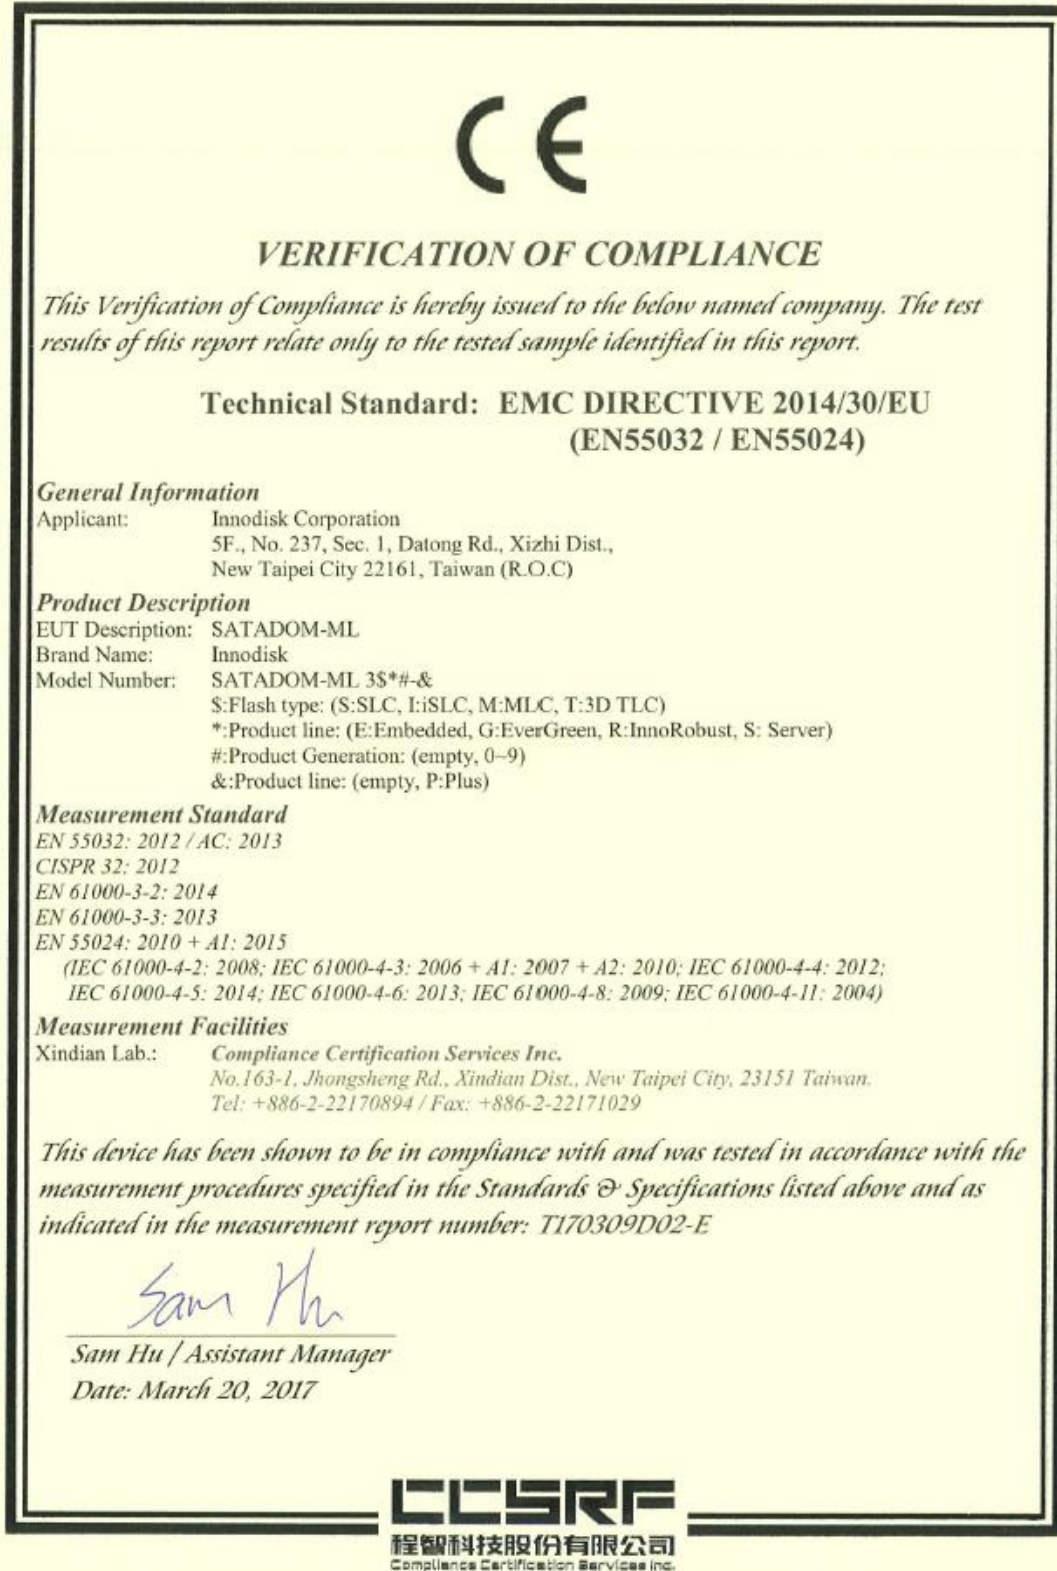 CE
VERIFICATION OF COMPLIANCE
This Verification of Compliance is hereby issued to the below named company. The test
results of this report relate only to the tested sample identified in this report.
Technical Standard: EMC DIRECTIVE 2014/30/EU
(EN55032 / EN55024)
General Information
Applicant: Innodisk Corporation
5F., No. 237, Sec. 1, Datong Rd., Xizhi Dist.,
New Taipei City 22161, Taiwan (R.O.C)
Product Description
EUT Description: SATADOM-ML
Brand Name: Innodisk
Model Number: SATADOM-ML 3$*#-&
$:Flash type: (S:SLC, I:iSLC, M:MLC, T:3D TLC)
*:Product line: (E:Embedded, G:EverGreen, R:InnoRobust, S: Server)
#:Product Generation: (empty, 0~9)
&:Product line: (empty, P:Plus)
Measurement Standard
EN 55032: 2012 / AC: 2013
CISPR 32: 2012
EN 61000-3-2: 2014
EN 61000-3-3: 2013
EN 55024: 2010 + A1: 2015
(IEC 61000-4-2: 2008; IEC 61000-4-3: 2006 + A1: 2007 + A2: 2010; IEC 61000-4-4: 2012;
IEC 61000-4-5: 2014; IEC 61000-4-6: 2013; IEC 61000-4-8: 2009; IEC 61000-4-11: 2004)
Measurement Facilities
Xindian Lab.: Compliance Certification Services Inc.
No.163-1, Jhongsheng Rd., Xindian Dist., New Taipei City, 23151 Taiwan.
Tel: +886-2-22170894 / Fax: +886-2-22171029
This device has been shown to be in compliance with and was tested in accordance with the
measurement procedures specified in the Standards & Specifications listed above and as
indicated in the measurement report number: T170309D02-E
Sam Hu
Sam Hu / Assistant Manager
Date: March 20, 2017
CCSRF
程智科技股份有限公司
Compliance Certification Services Inc.